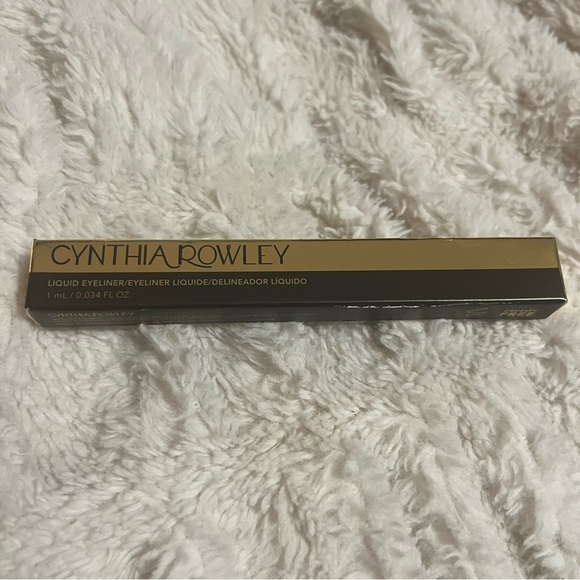 CYNTHIA ROWLEY
LIQUID EYELINER/EYELINER LIQUIDE/DELINEADOR LÍQUIDO
1 mL / 0.034 FL OZ.
CYNTHIA ROWLEY
FREE